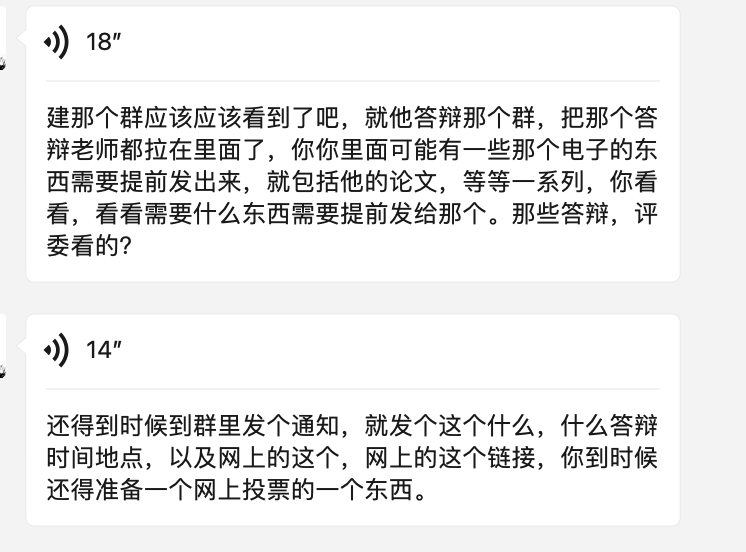 18″
建那个群应该应该看到了吧，就他答辩那个群，把那个答
辩老师都拉在里面了，你你里面可能有一些那个电子的东
西需要提前发出来，就包括他的论文，等等一系列，你看
看，看看需要什么东西需要提前发给那个。那些答辩，评
委看的？
14″
还得到时候到群里发个通知，就发个这个什么，什么答辩
时间地点，以及网上的这个，网上的这个链接，你到时候
还得准备一个网上投票的一个东西。